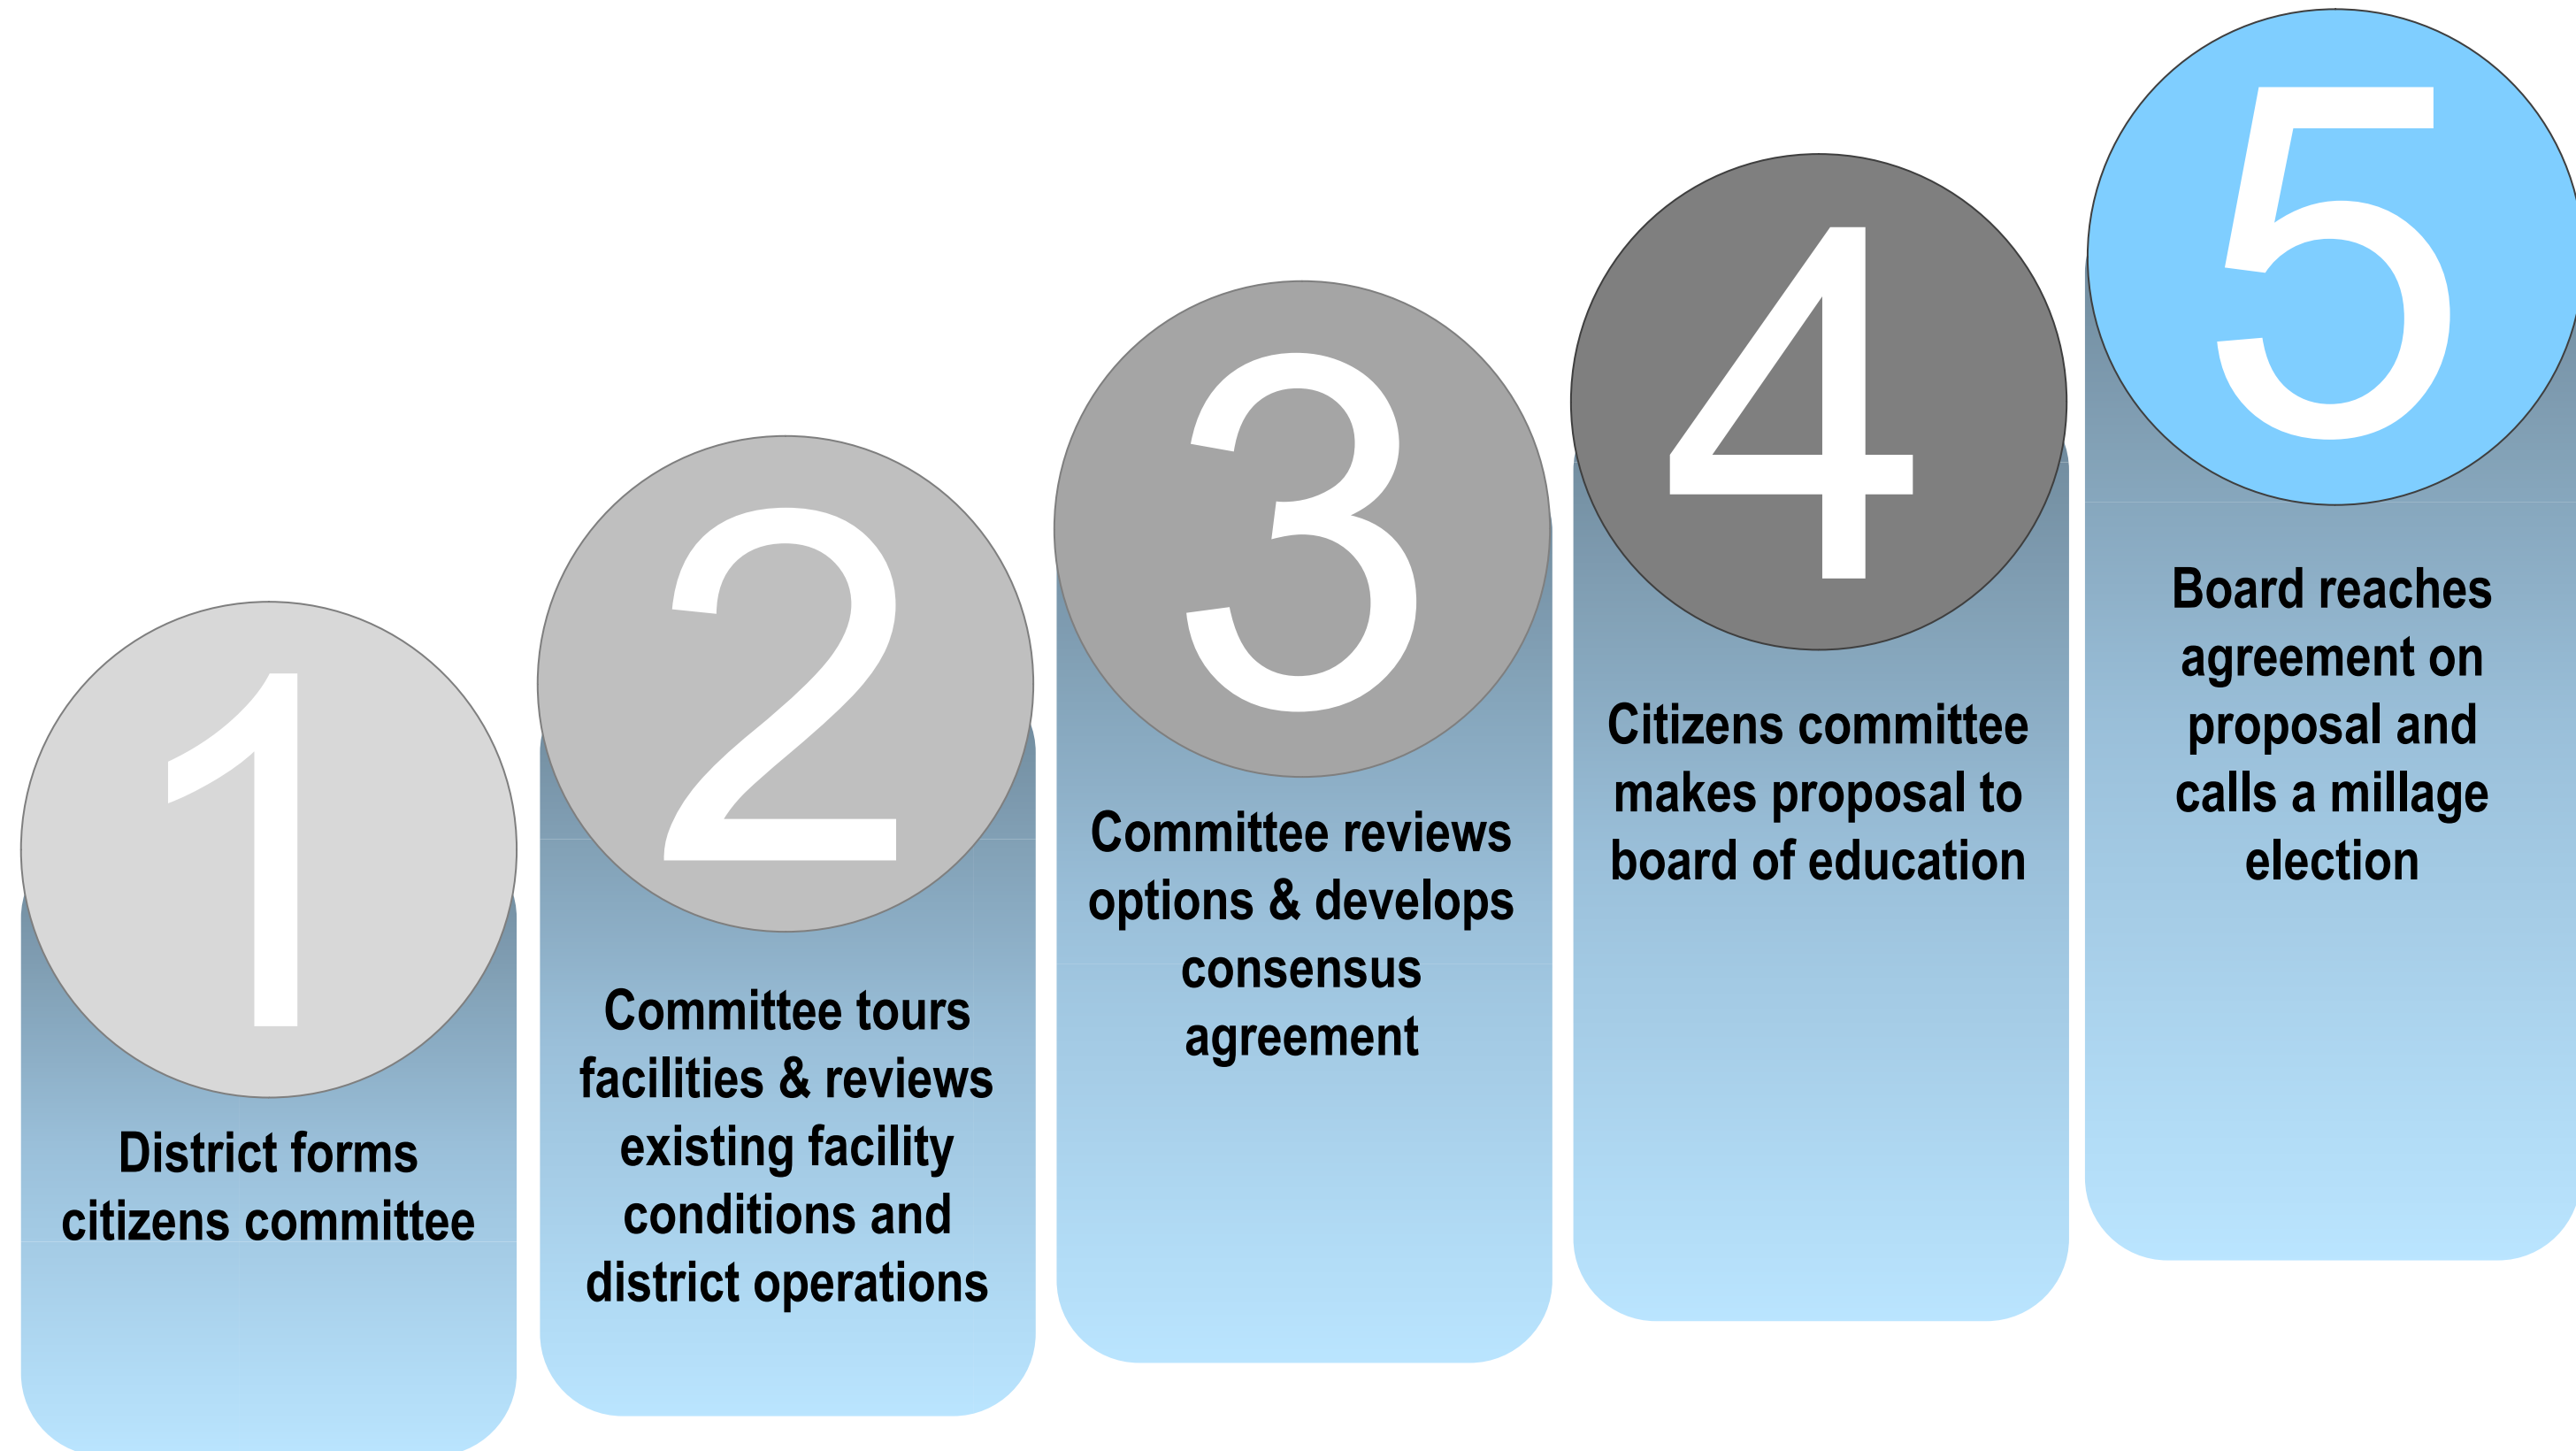 1
District forms
citizens committee
2
Committee tours
facilities & reviews
existing facility
conditions and
district operations
3
Committee reviews
options & develops
consensus
agreement
4
Citizens committee
makes proposal to
board of education
5
Board reaches
agreement on
proposal and
calls a millage
election